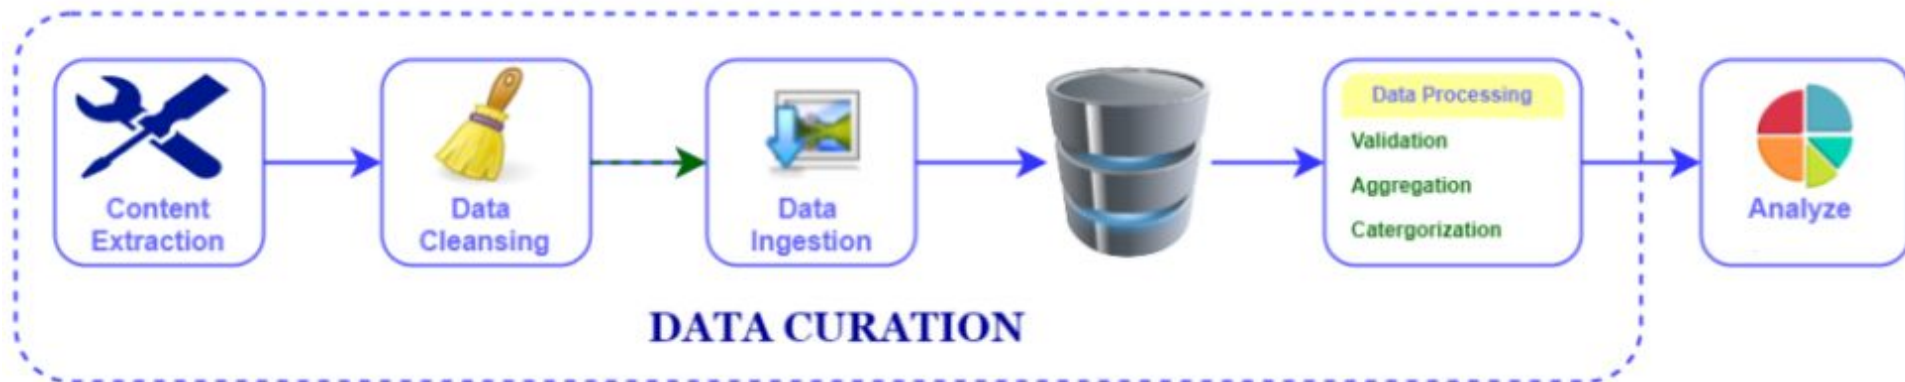 Content
Extraction
Data
Cleansing
Data
Ingestion
Data Processing
Validation
Aggregation
Catergorization
Analyze
DATA CURATION